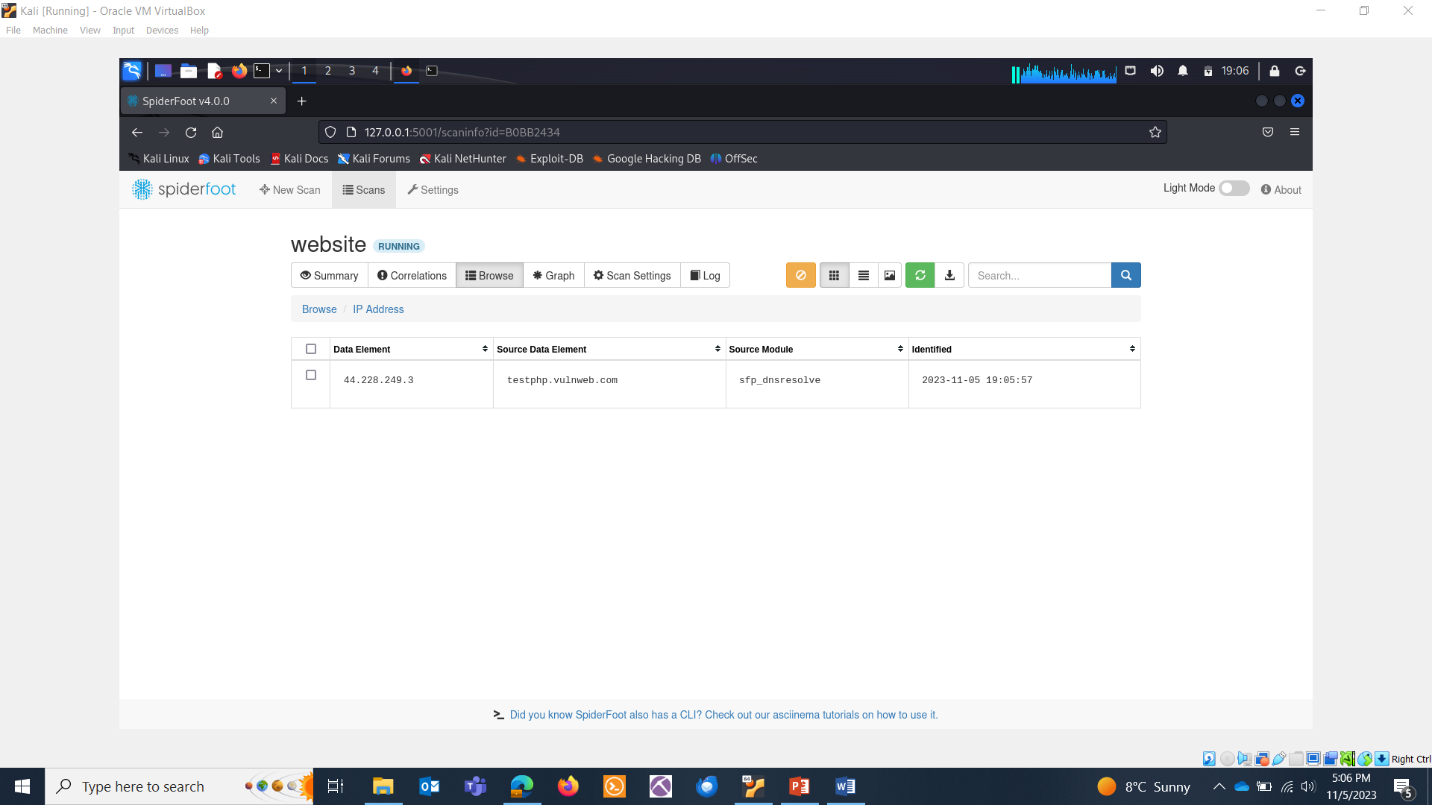 Kali [Running] - Oracle VM VirtualBox
File Machine View Input Devices Help
1 2 3 4 19:06
SpiderFoot v4.0.0
127.0.0.1:5001/scaninfo?id=B0BB2434
Kali Linux Kali Tools Kali Docs Kali Forums Kali NetHunter Exploit-DB Google Hacking DB OffSec
spiderfoot New Scan Scans Settings Light Mode About
website RUNNING
Summary Correlations Browse Graph Scan Settings Log Search...
Browse / IP Address
Data Element Source Data Element Source Module Identified
44.228.249.3 testphp.vulnweb.com sfp_dnsresolve 2023-11-05 19:05:57
Did you know SpiderFoot also has a CLI? Check out our asciinema tutorials on how to use it.
Right Ctrl
Type here to search 8°C Sunny 5:06 PM
11/5/2023 5